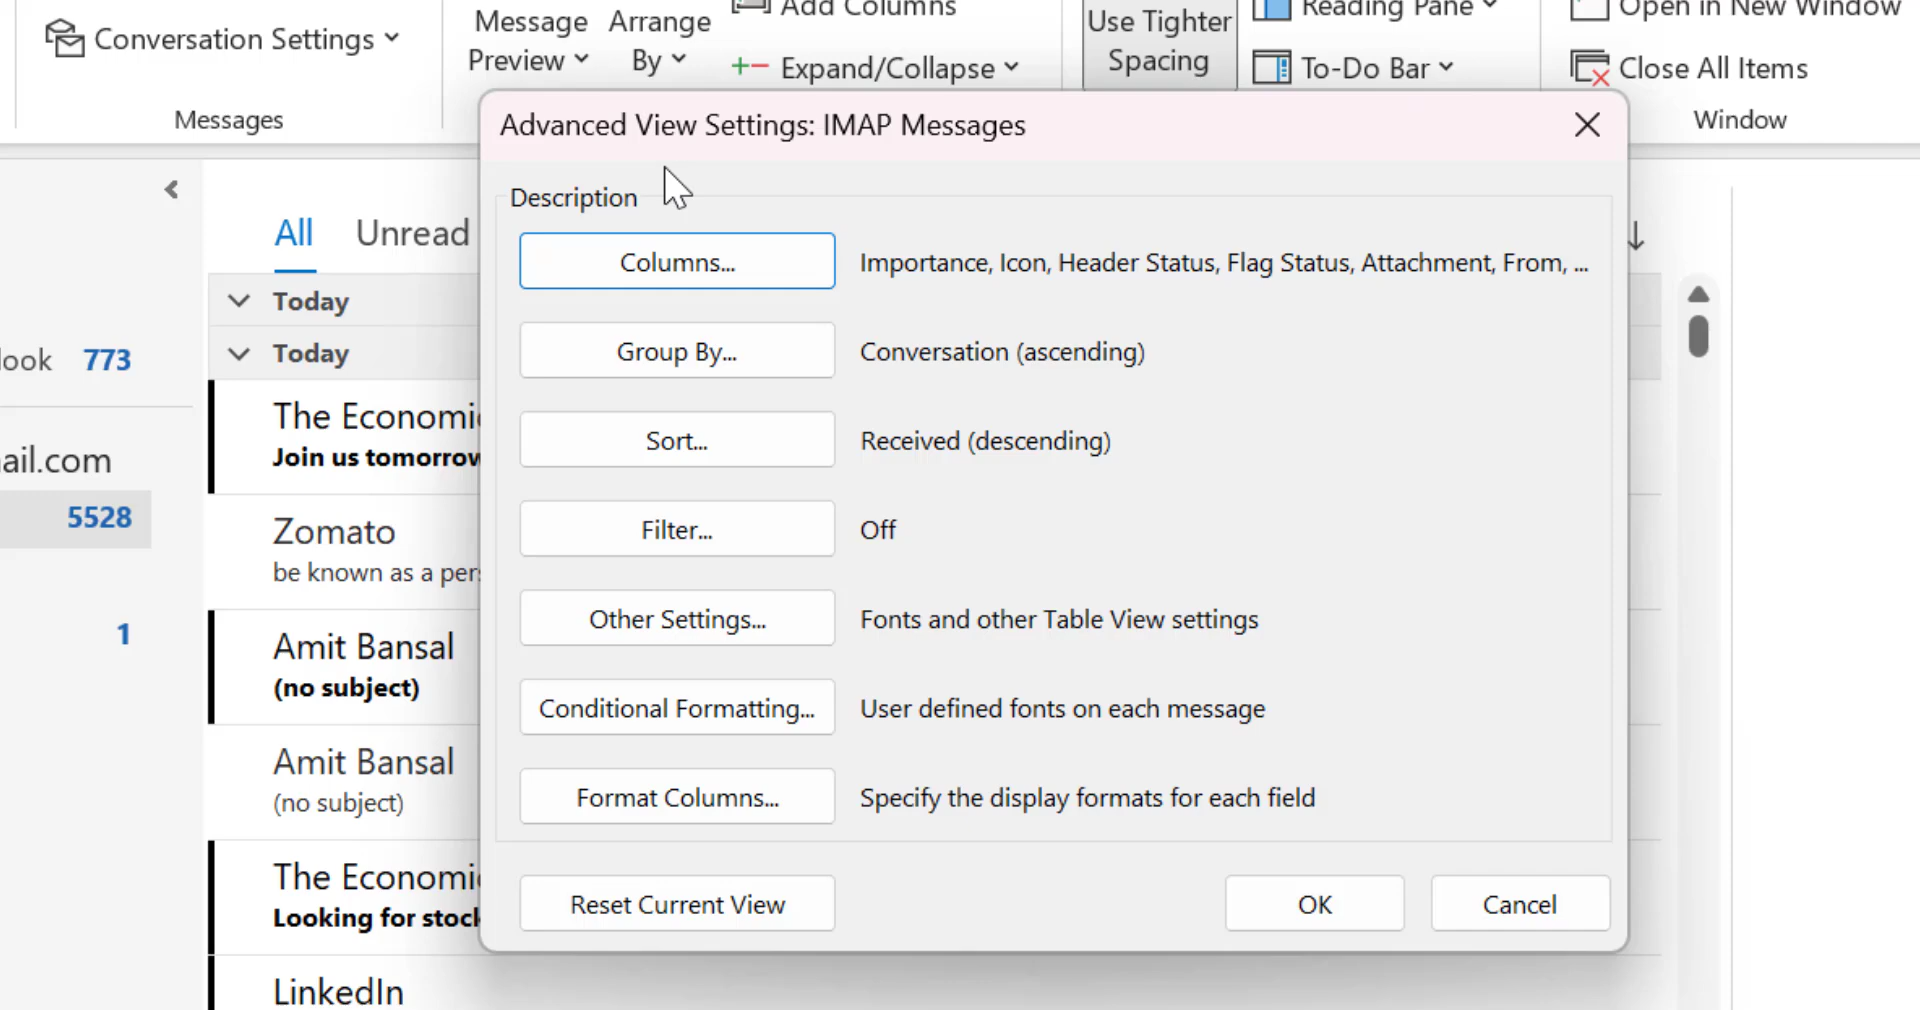 Conversation Settings
Messages
Message
Preview
Arrange
By
Add Columns
Expand/Collapse
Use Tighter
Spacing
Reading Pane
To-Do Bar
Open in New Window
Close All Items
Window
Advanced View Settings: IMAP Messages
Description
Columns...
Importance, Icon, Header Status, Flag Status, Attachment, From, ...
Group By...
Conversation (ascending)
Sort...
Received (descending)
Filter...
Off
Other Settings...
Fonts and other Table View settings
Conditional Formatting...
User defined fonts on each message
Format Columns...
Specify the display formats for each field
Reset Current View
OK
Cancel
look 773
ail.com
5528
1
All Unread
Today
Today
The Economi
Join us tomorrow
Zomato
be known as a per
Amit Bansal
(no subject)
Amit Bansal
(no subject)
The Economi
Looking for stock
LinkedIn